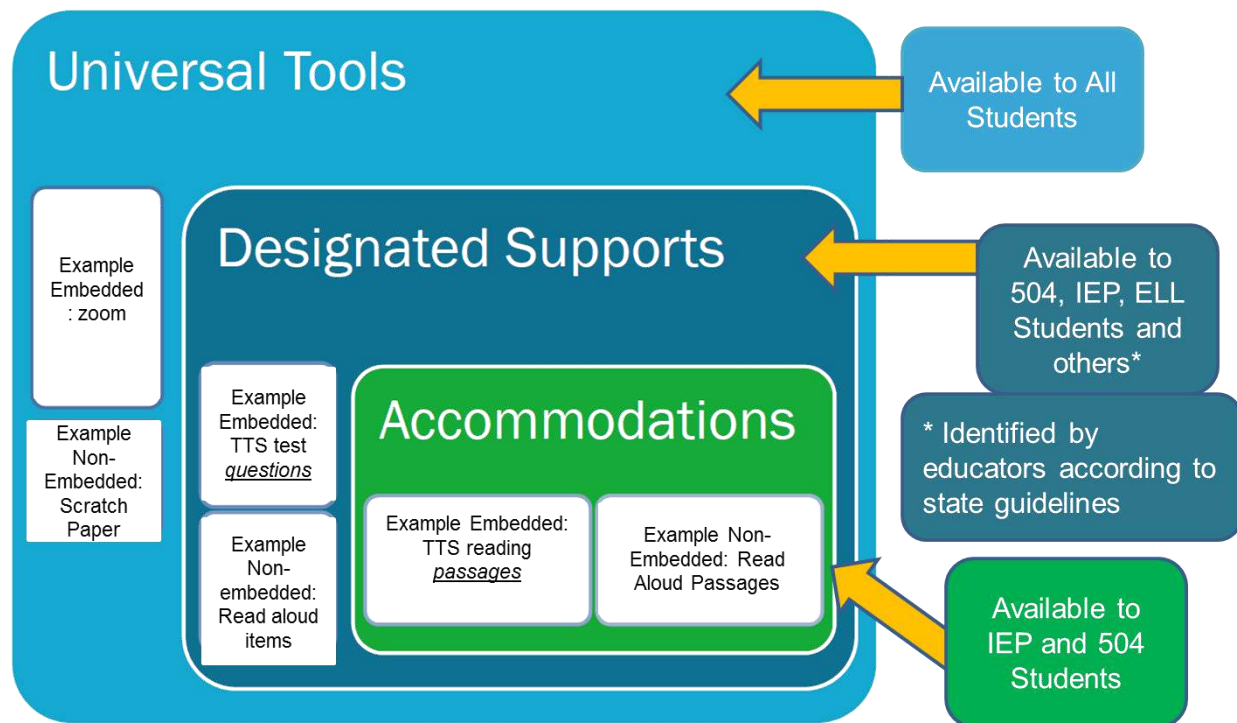 Universal Tools
Available to All
Students
Example
Embedded
: zoom
Example
Non-
Embedded:
Scratch
Paper
Designated Supports
Available to
504, IEP, ELL
Students and
others*
* Identified by
educators according to
state guidelines
Example
Embedded:
TTS test
questions
Example
Non-
embedded:
Read aloud
items
Accommodations
Example Embedded:
TTS reading
passages
Example Non-
Embedded: Read
Aloud Passages
Available to
IEP and 504
Students